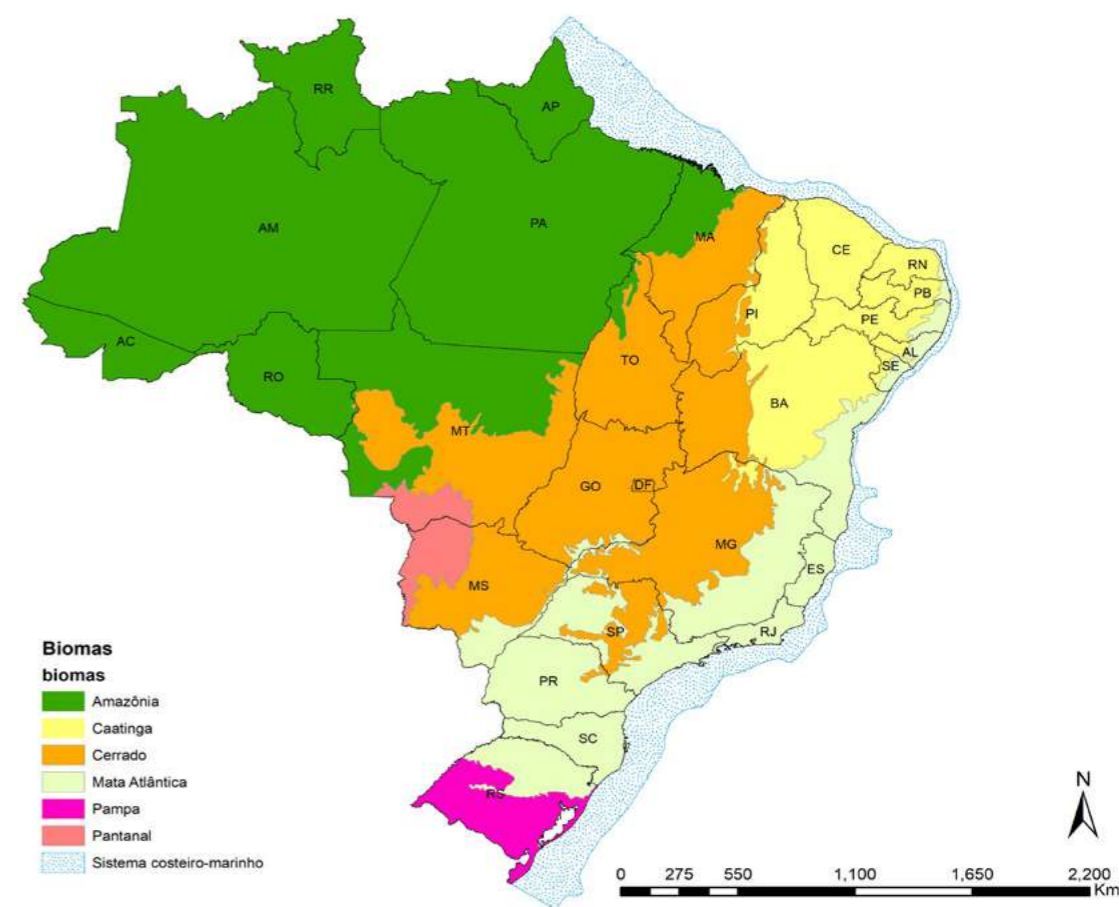 RR
AP
AM
PA
MA
CE
RN
PB
PE
PI
AL
SE
AC
RO
TO
BA
MT
GO
DF
MG
MS
ES
SP
RJ
PR
SC
RS
Biomas
biomas
Amazônia
Caatinga
Cerrado
Mata Atlântica
Pampa
Pantanal
Sistema costeiro-marinho
N
0 275 550 1,100 1,650 2,200
Km